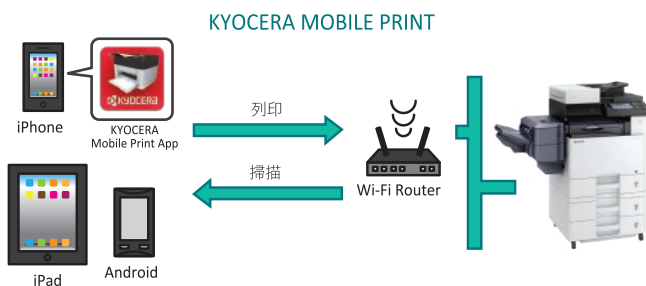 KYOCERA MOBILE PRINT
KYOCERA
iPhone
KYOCERA
Mobile Print App
列印
掃描
Wi-Fi Router
iPad
Android